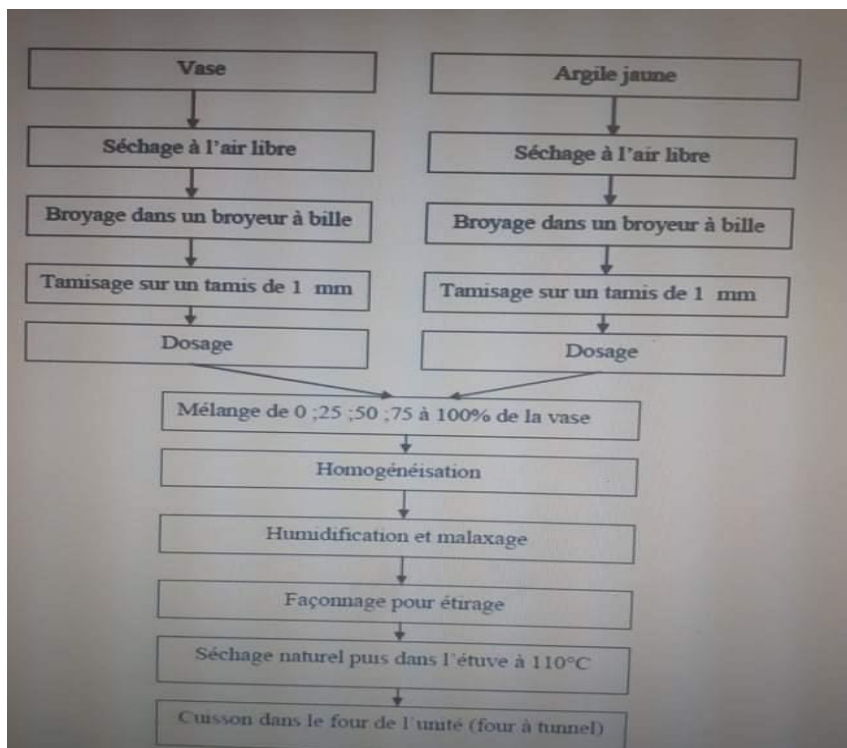 Vase
Séchage à l'air libre
Broyage dans un broyeur à bille
Tamisage sur un tamis de 1 mm
Dosage
Argile jaune
Séchage à l'air libre
Broyage dans un broyeur à bille
Tamisage sur un tamis de 1 mm
Dosage
Mélange de 0 ;25 ;50 ;75 à 100% de la vase
Homogénéisation
Humidification et malaxage
Façonnage pour étirage
Séchage naturel puis dans l'étuve à 110°C
Cuisson dans le four de l'unité (four à tunnel)